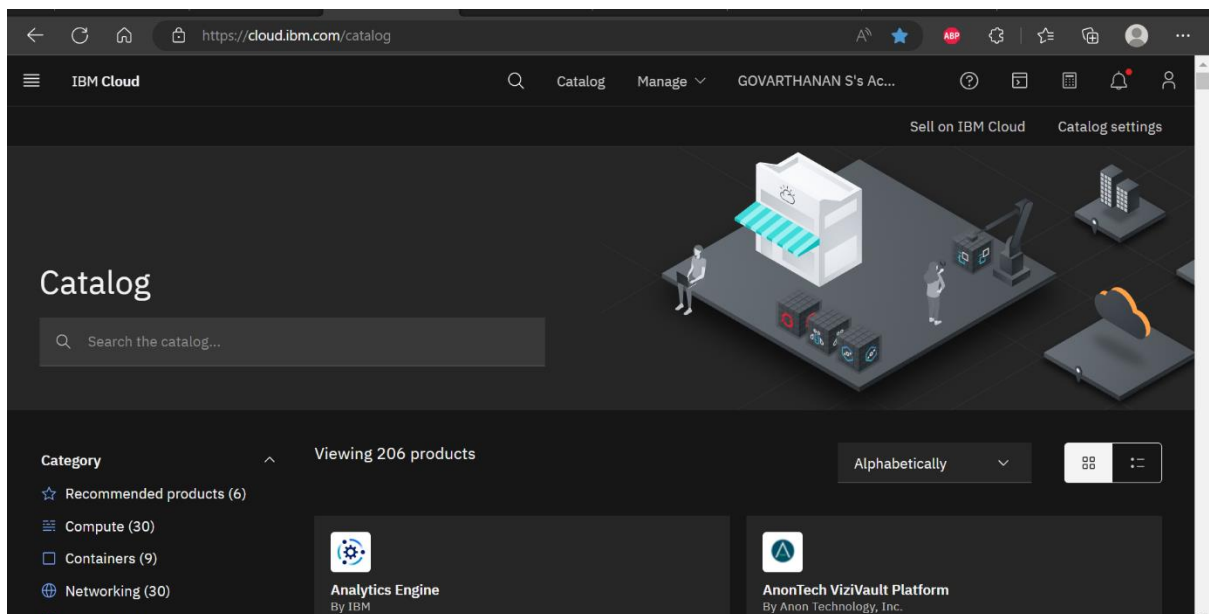 https://cloud.ibm.com/catalog
ABP
IBM Cloud
Catalog
Manage
GOVARTHANAN S's Ac...
Sell on IBM Cloud
Catalog settings
Catalog
Search the catalog...
Category
Viewing 206 products
Alphabetically
Recommended products (6)
Compute (30)
Containers (9)
Networking (30)
Analytics Engine
By IBM
AnonTech ViziVault Platform
By Anon Technology, Inc.